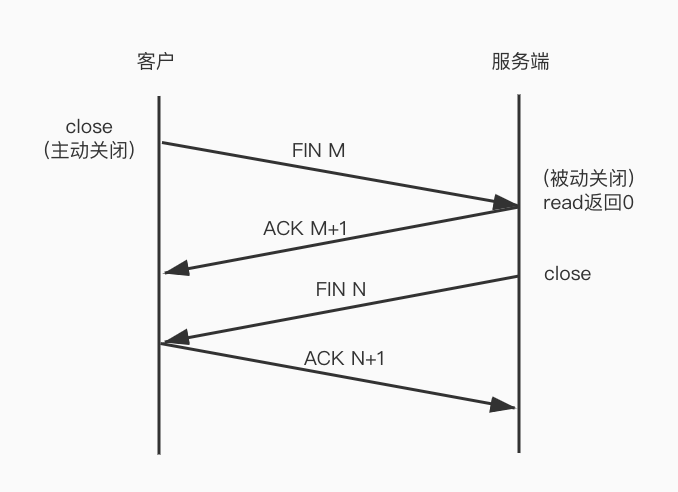 客户
服务端
close
(主动关闭)
FIN M
(被动关闭)
read返回0
ACK M+1
close
FIN N
ACK N+1